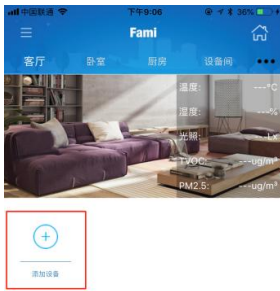 中国联通 下午9:06 36%
Fami
客厅 卧室 厨房 设备间
温度: ---°C
湿度: ---%
光照: --Lx
TVOC: ---ug/m³
PM2.5: ---ug/m³
添加设备